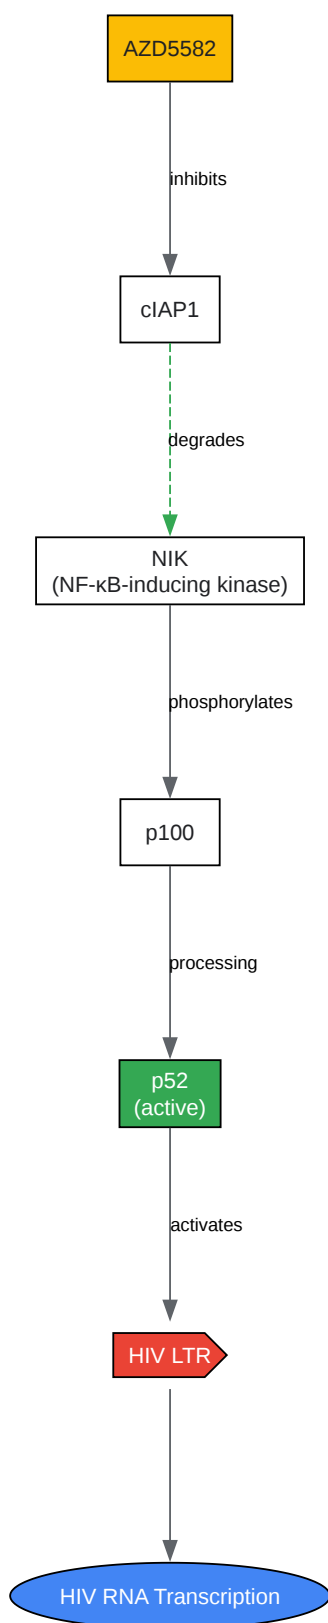 AZD5582
inhibits
cIAP1
degrades
NIK
(NF-κB-inducing kinase)
phosphorylates
p100
processing
p52
(active)
activates
HIV LTR
HIV RNA Transcription